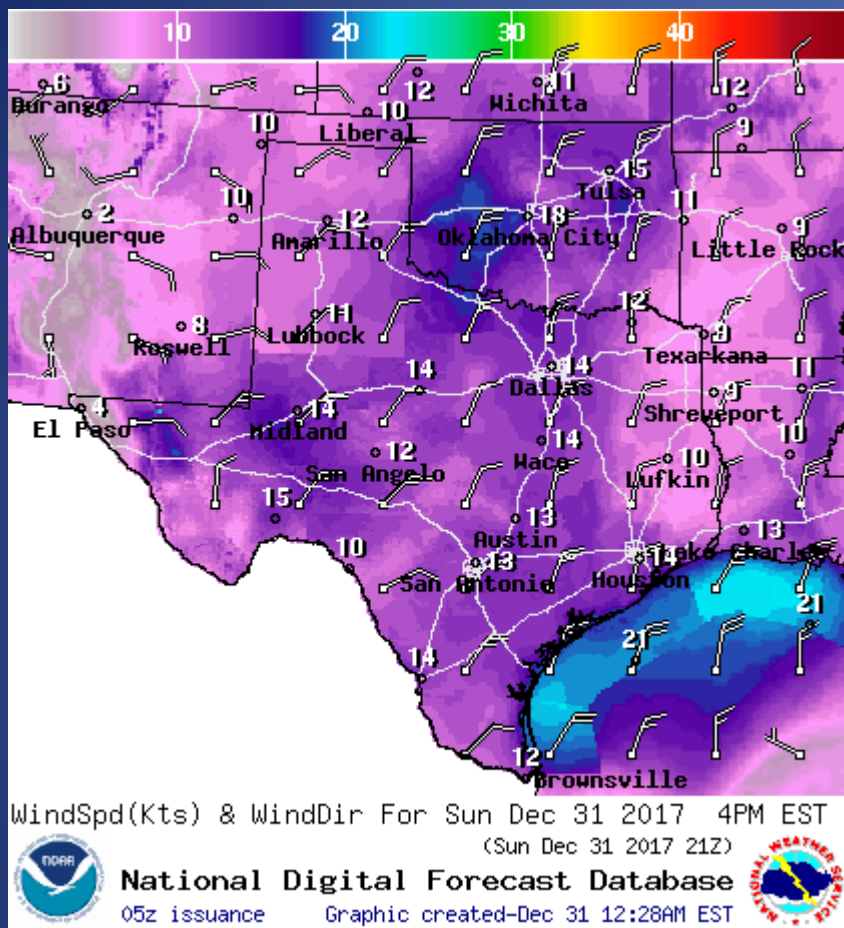 10 20 30 40
6 12 11 12
Durango Wichita
10
Liberal
10 9
15
Tulsa
2 10 12 18 11 9
Albuquerque Amarillo Oklahoma City Little Rock
8 11 12 9
Roswell Lubbock Texarkana
14 14
Dallas
9 11
Shreveport
4 14
El Paso Midland
12 14 10 10
San Angelo Waco Lufkin
15 13 13
Austin Lake Charles
10 13 14
San Antonio Houston
21
21
14
12
Brownsville
WindSpd(Kts) & WindDir For Sun Dec 31 2017 4PM EST
(Sun Dec 31 2017 21Z)
NOAA
National Digital Forecast Database
05z issuance Graphic created-Dec 31 12:28AM EST
NATIONAL WEATHER SERVICE